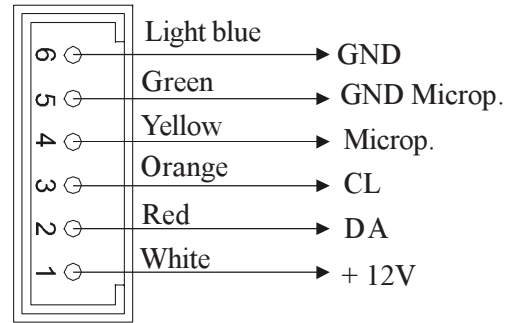 6 Light blue GND
5 Green GND Microp.
4 Yellow Microp.
3 Orange CL
2 Red DA
1 White + 12V